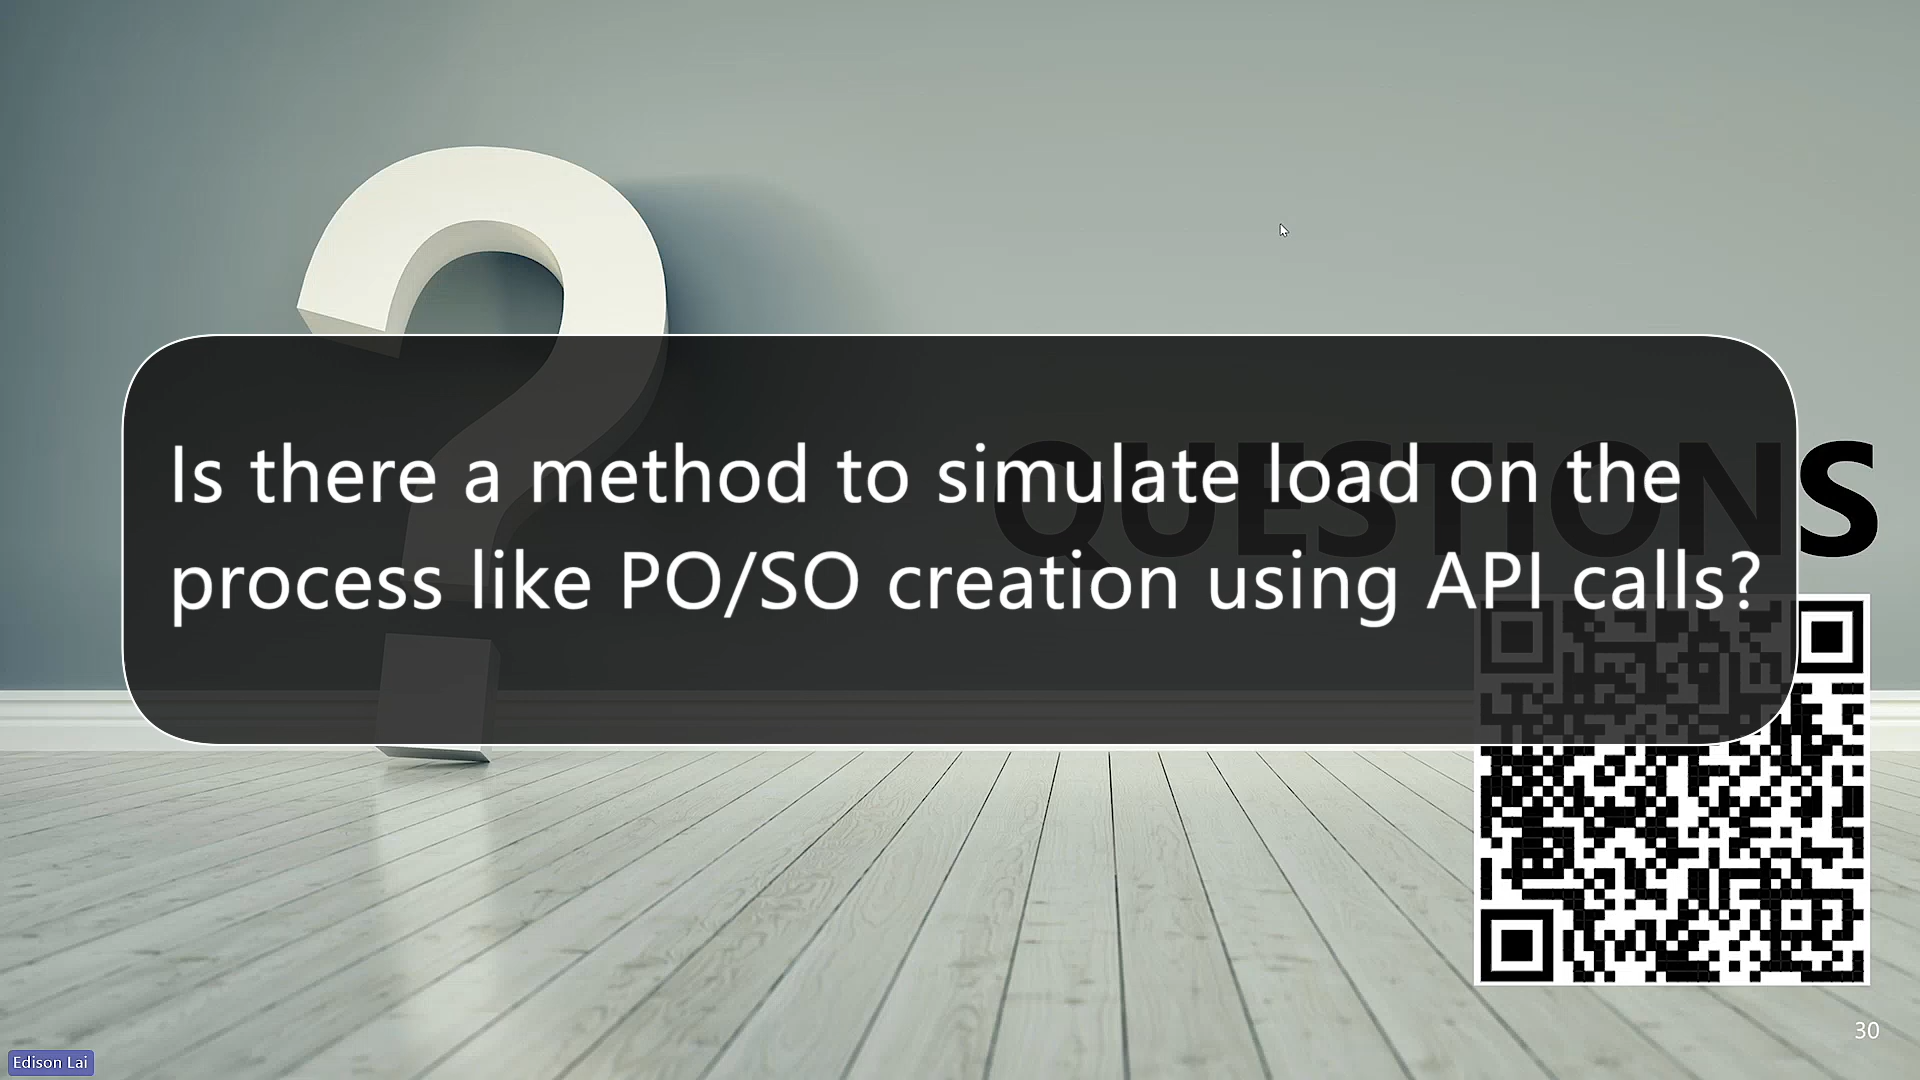 Is there a method to simulate load on the
process like PO/SO creation using API calls?
QUESTIONS
30
Edison Lai